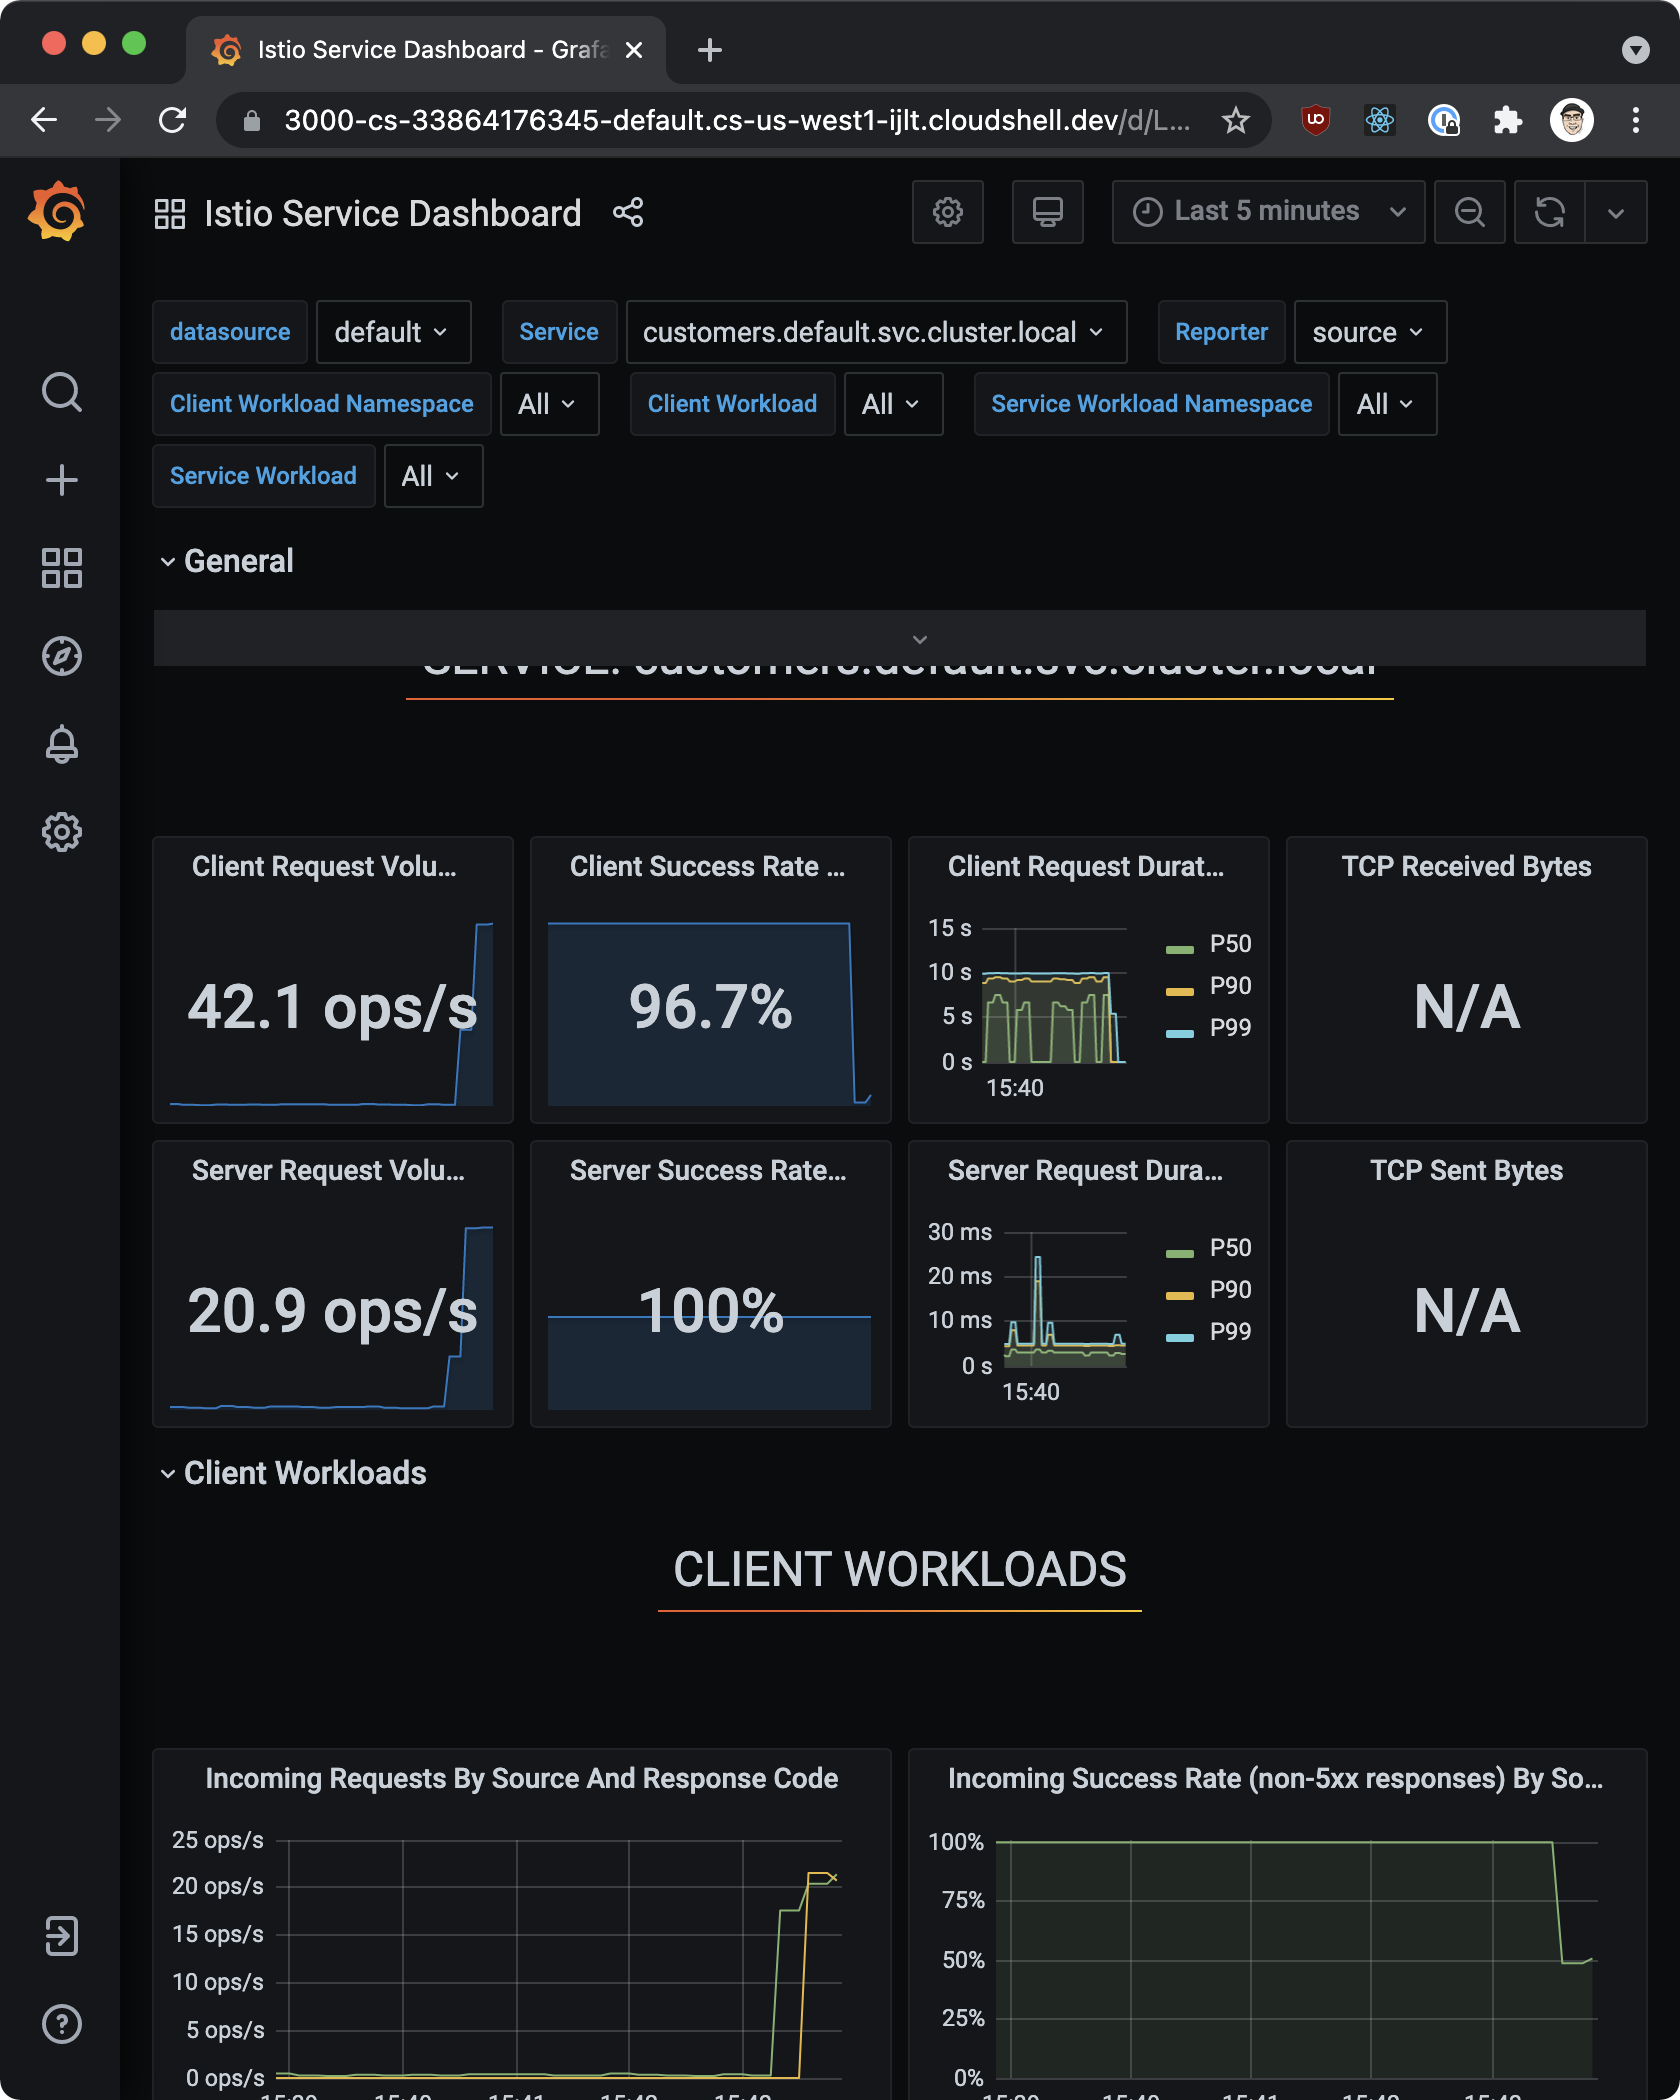 Istio Service Dashboard - Grafa
3000-cs-33864176345-default.cs-us-west1-ijlt.cloudshell.dev/d/L...
Istio Service Dashboard
Last 5 minutes
datasource default Service customers.default.svc.cluster.local Reporter source
Client Workload Namespace All Client Workload All Service Workload Namespace All
Service Workload All
General
SERVICE: customers.default.svc.cluster.local
Client Request Volu...
42.1 ops/s
Client Success Rate ...
96.7%
Client Request Durat...
15 s
10 s
5 s
0 s
15:40
P50
P90
P99
TCP Received Bytes
N/A
Server Request Volu...
20.9 ops/s
Server Success Rate...
100%
Server Request Dura...
30 ms
20 ms
10 ms
0 s
15:40
P50
P90
P99
TCP Sent Bytes
N/A
Client Workloads
CLIENT WORKLOADS
Incoming Requests By Source And Response Code
25 ops/s
20 ops/s
15 ops/s
10 ops/s
5 ops/s
0 ops/s
Incoming Success Rate (non-5xx responses) By So...
100%
75%
50%
25%
0%